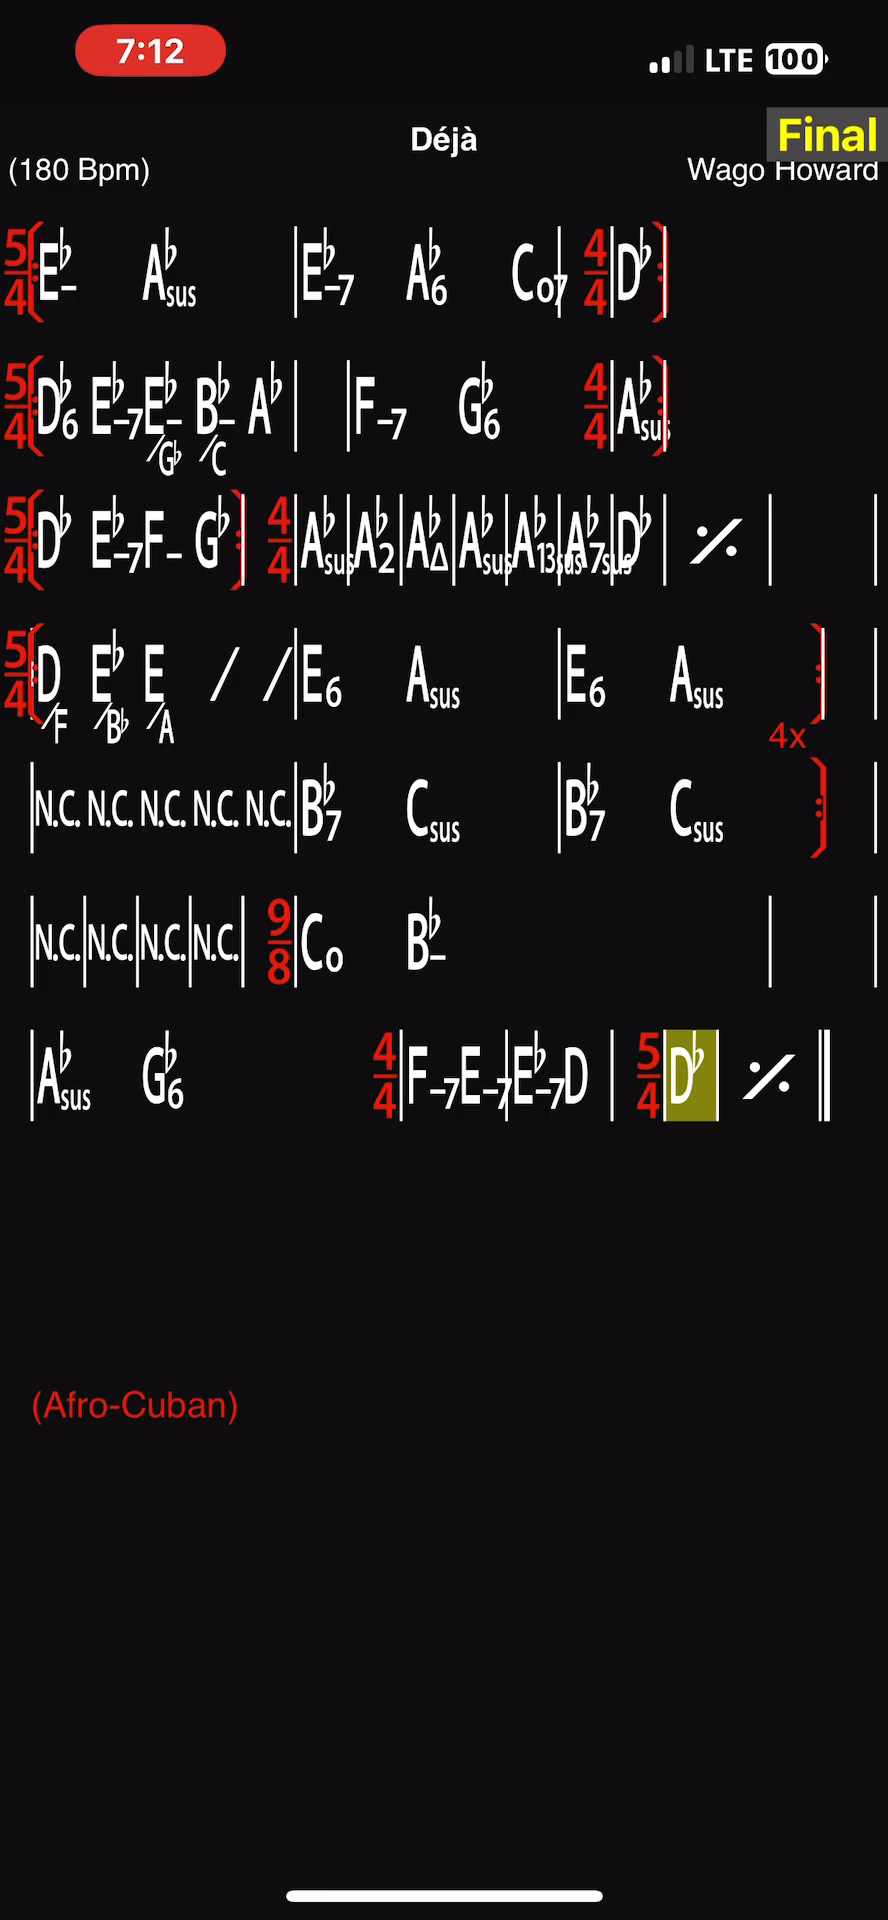 7:12 LTE 100
Final
Déjà
(180 Bpm) Wago Howard
5/4 E♭– A♭sus | E♭–7 A♭6 Co7 | 4/4 D♭
5/4 D♭6 E♭–7 E♭–/G♭ B♭–/C A♭ | F–7 G♭6 4/4 | A♭sus
5/4 D♭ E♭–7 F– G♭ 4/4 | A♭sus | A♭2 | A♭Δ | A♭sus | A♭13sus | A♭7sus | D♭ | 𝄎 | |
5/4 D/F E♭/B♭ E/A / / | E6 Asus | E6 Asus |
4x
| N.C. N.C. N.C. N.C. N.C. | B♭7 Csus | B♭7 Csus |
| N.C. | N.C. | N.C. | N.C. | 9/8 | Co B♭– | |
| A♭sus G♭6 4/4 | F–7 E–7 | E♭–7 D | 5/4 | D♭ | 𝄎 ||
(Afro-Cuban)